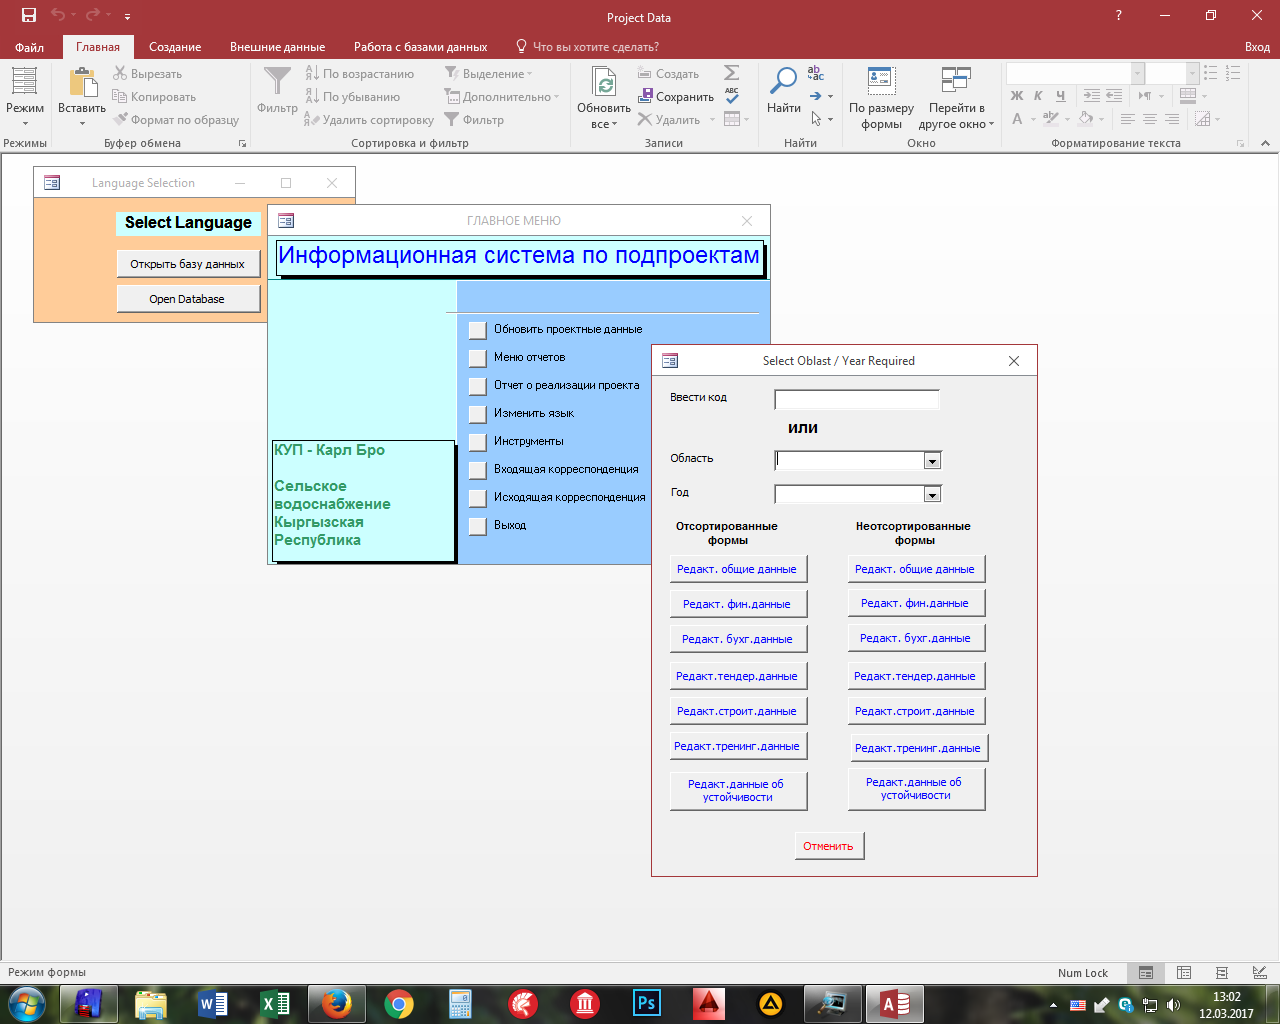 Project Data
Файл
Главная
Создание
Внешние данные
Работа с базами данных
Что вы хотите сделать?
Вход
Режим
Режимы
Вставить
Вырезать
Копировать
Формат по образцу
Буфер обмена
Фильтр
По возрастанию
По убыванию
Удалить сортировку
Выделение
Дополнительно
Фильтр
Сортировка и фильтр
Обновить
все
Создать
Сохранить
Удалить
Записи
Найти
Найти
По размеру
формы
Перейти в
другое окно
Окно
Ж К Ч
Форматирование текста
Language Selection
Select Language
Открыть базу данных
Open Database
ГЛАВНОЕ МЕНЮ
Информационная система по подпроектам
КУП - Карл Бро
Сельское
водоснабжение
Кыргызская
Республика
Обновить проектные данные
Меню отчетов
Отчет о реализации проекта
Изменить язык
Инструменты
Входящая корреспонденция
Исходящая корреспонденция
Выход
Select Oblast / Year Required
Ввести код
или
Область
Год
Отсортированные
формы
Неотсортированные
формы
Редакт. общие данные
Редакт. общие данные
Редакт. фин.данные
Редакт. фин.данные
Редакт. бухг.данные
Редакт. бухг.данные
Редакт.тендер.данные
Редакт.тендер.данные
Редакт.строит.данные
Редакт.строит.данные
Редакт.тренинг.данные
Редакт.тренинг.данные
Редакт.данные об
устойчивости
Редакт.данные об
устойчивости
Отменить
Режим формы
Num Lock
13:02
12.03.2017